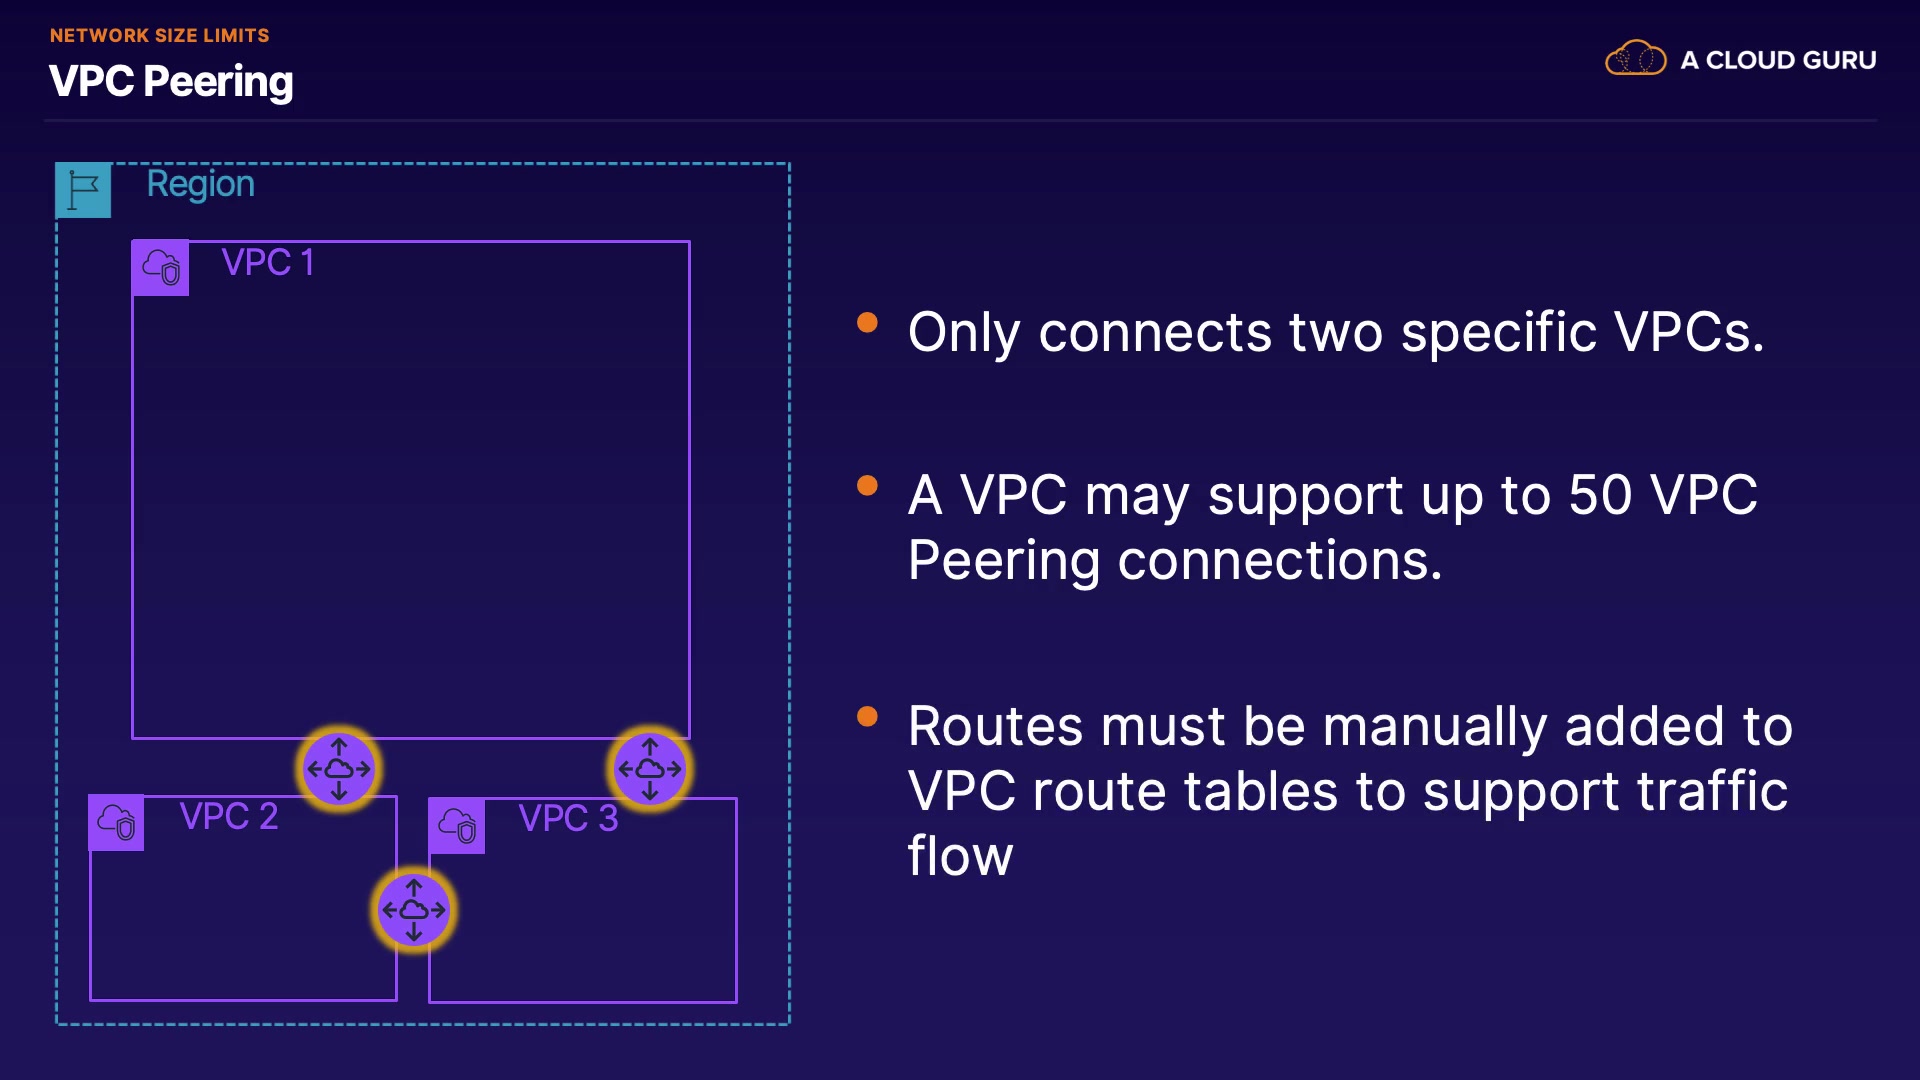 NETWORK SIZE LIMITS
VPC Peering
A CLOUD GURU
Region
VPC 1
VPC 2
VPC 3
Only connects two specific VPCs.
A VPC may support up to 50 VPC
Peering connections.
Routes must be manually added to
VPC route tables to support traffic
flow